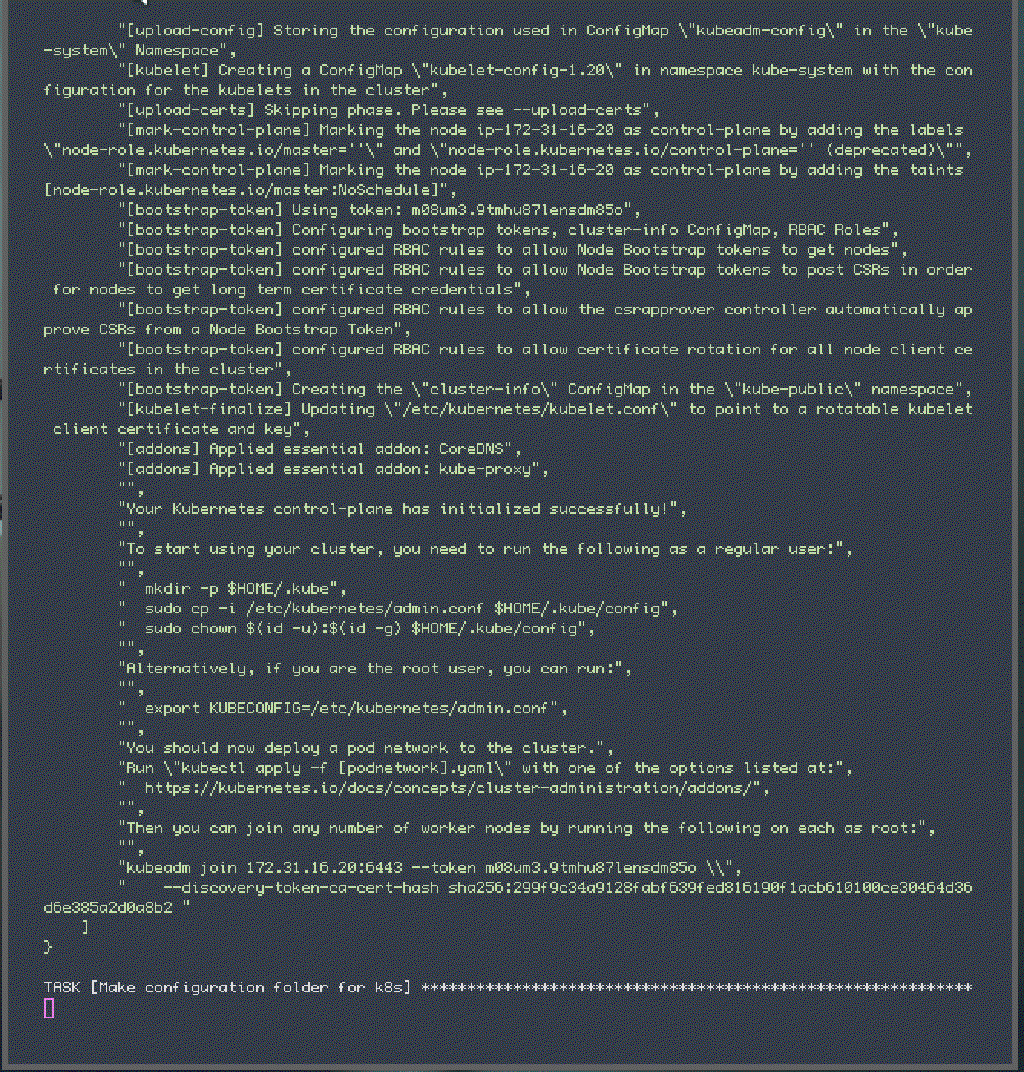 "[upload-config] Storing the configuration used in ConfigMap \"kubeadm-config\" in the \"kube
-system\" Namespace",
"[kubelet] Creating a ConfigMap \"kubelet-config-1.20\" in namespace kube-system with the con
figuration for the kubelets in the cluster",
"[upload-certs] Skipping phase. Please see --upload-certs",
"[mark-control-plane] Marking the node ip-172-31-16-20 as control-plane by adding the labels
\"node-role.kubernetes.io/master=''\" and \"node-role.kubernetes.io/control-plane='' (deprecated)\"",
"[mark-control-plane] Marking the node ip-172-31-16-20 as control-plane by adding the taints
[node-role.kubernetes.io/master:NoSchedule]",
"[bootstrap-token] Using token: m08um3.9tmhu87lensdm85o",
"[bootstrap-token] Configuring bootstrap tokens, cluster-info ConfigMap, RBAC Roles",
"[bootstrap-token] configured RBAC rules to allow Node Bootstrap tokens to get nodes",
"[bootstrap-token] configured RBAC rules to allow Node Bootstrap tokens to post CSRs in order
for nodes to get long term certificate credentials",
"[bootstrap-token] configured RBAC rules to allow the csrapprover controller automatically ap
prove CSRs from a Node Bootstrap Token",
"[bootstrap-token] configured RBAC rules to allow certificate rotation for all node client ce
rtificates in the cluster",
"[bootstrap-token] Creating the \"cluster-info\" ConfigMap in the \"kube-public\" namespace",
"[kubelet-finalize] Updating \"/etc/kubernetes/kubelet.conf\" to point to a rotatable kubelet
client certificate and key",
"[addons] Applied essential addon: CoreDNS",
"[addons] Applied essential addon: kube-proxy",
"",
"Your Kubernetes control-plane has initialized successfully!",
"",
"To start using your cluster, you need to run the following as a regular user:",
"",
"  mkdir -p $HOME/.kube",
"  sudo cp -i /etc/kubernetes/admin.conf $HOME/.kube/config",
"  sudo chown $(id -u):$(id -g) $HOME/.kube/config",
"",
"Alternatively, if you are the root user, you can run:",
"",
"  export KUBECONFIG=/etc/kubernetes/admin.conf",
"",
"You should now deploy a pod network to the cluster.",
"Run \"kubectl apply -f [podnetwork].yaml\" with one of the options listed at:",
"  https://kubernetes.io/docs/concepts/cluster-administration/addons/",
"",
"Then you can join any number of worker nodes by running the following on each as root:",
"",
"kubeadm join 172.31.16.20:6443 --token m08um3.9tmhu87lensdm85o \\",
"    --discovery-token-ca-cert-hash sha256:299f9c34a9128fabf639fed816190f1acb610100ce30464d36
d6e385a2d0a8b2 "
]
}
TASK [Make configuration folder for k8s] *************************************************************